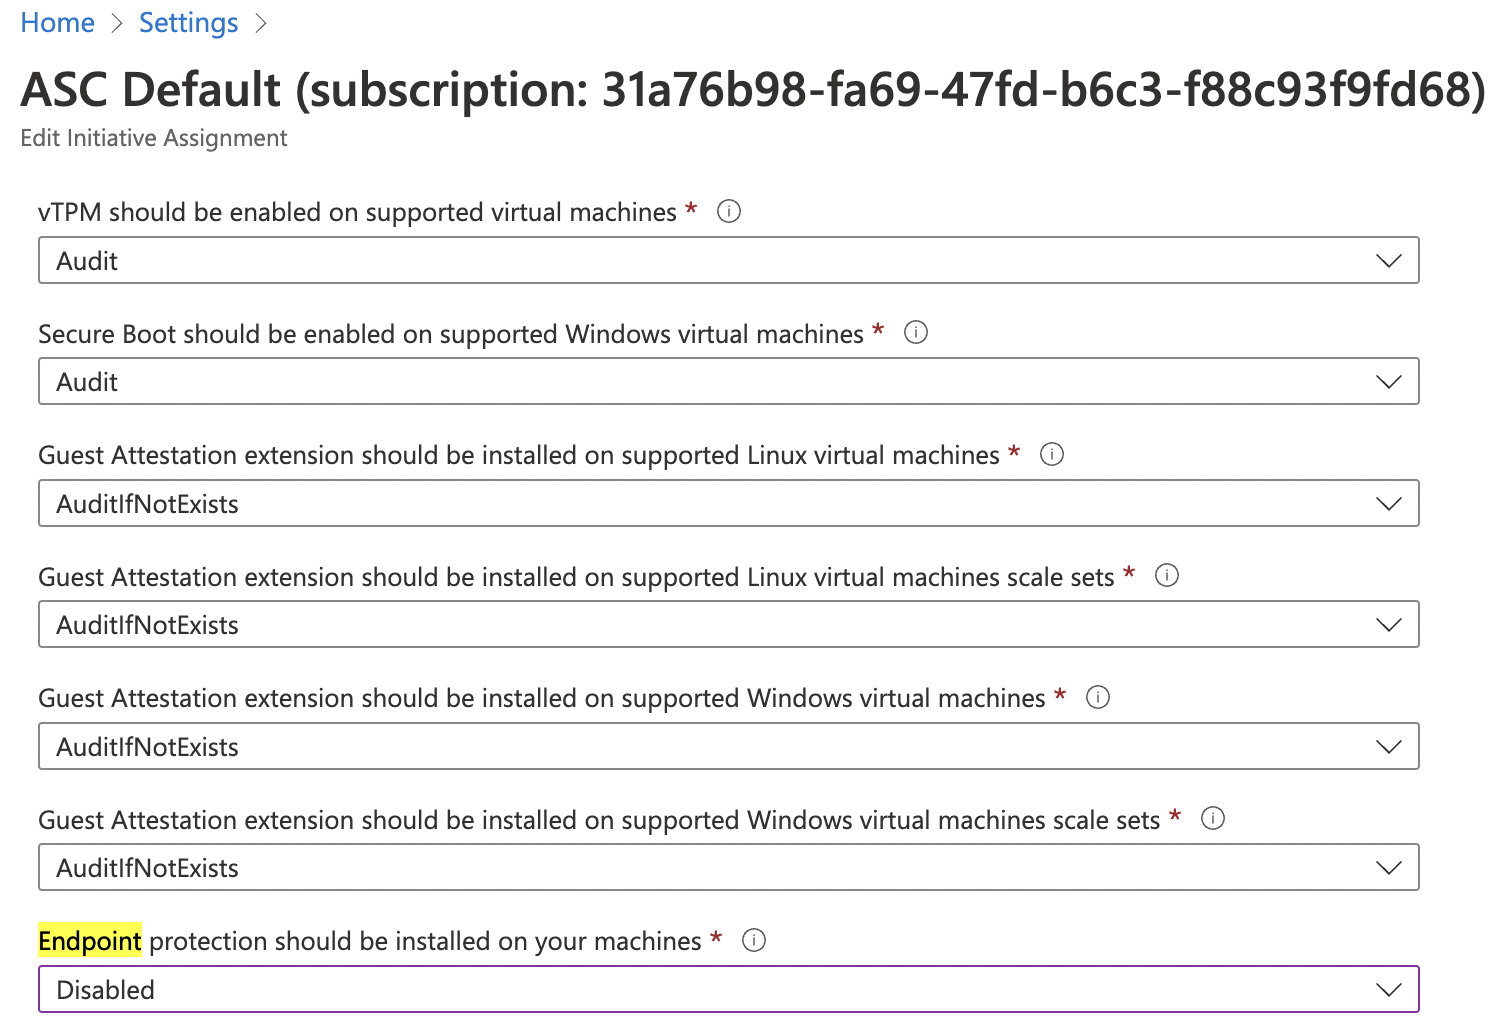 Home > Settings >
ASC Default (subscription: 31a76b98-fa69-47fd-b6c3-f88c93f9fd68)
Edit Initiative Assignment
vTPM should be enabled on supported virtual machines *
Audit
Secure Boot should be enabled on supported Windows virtual machines *
Audit
Guest Attestation extension should be installed on supported Linux virtual machines *
AuditIfNotExists
Guest Attestation extension should be installed on supported Linux virtual machines scale sets *
AuditIfNotExists
Guest Attestation extension should be installed on supported Windows virtual machines *
AuditIfNotExists
Guest Attestation extension should be installed on supported Windows virtual machines scale sets *
AuditIfNotExists
Endpoint protection should be installed on your machines *
Disabled